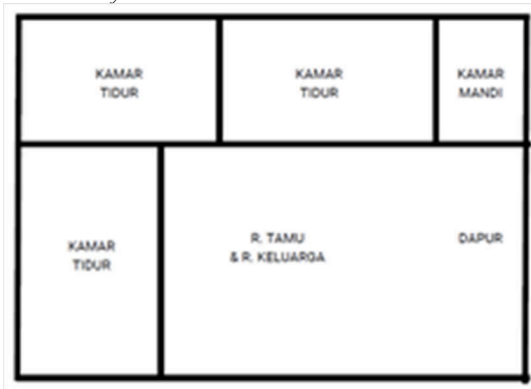 KAMAR
TIDUR
KAMAR
TIDUR
KAMAR
MANDI
KAMAR
TIDUR
R. TAMU
& R. KELUARGA
DAPUR